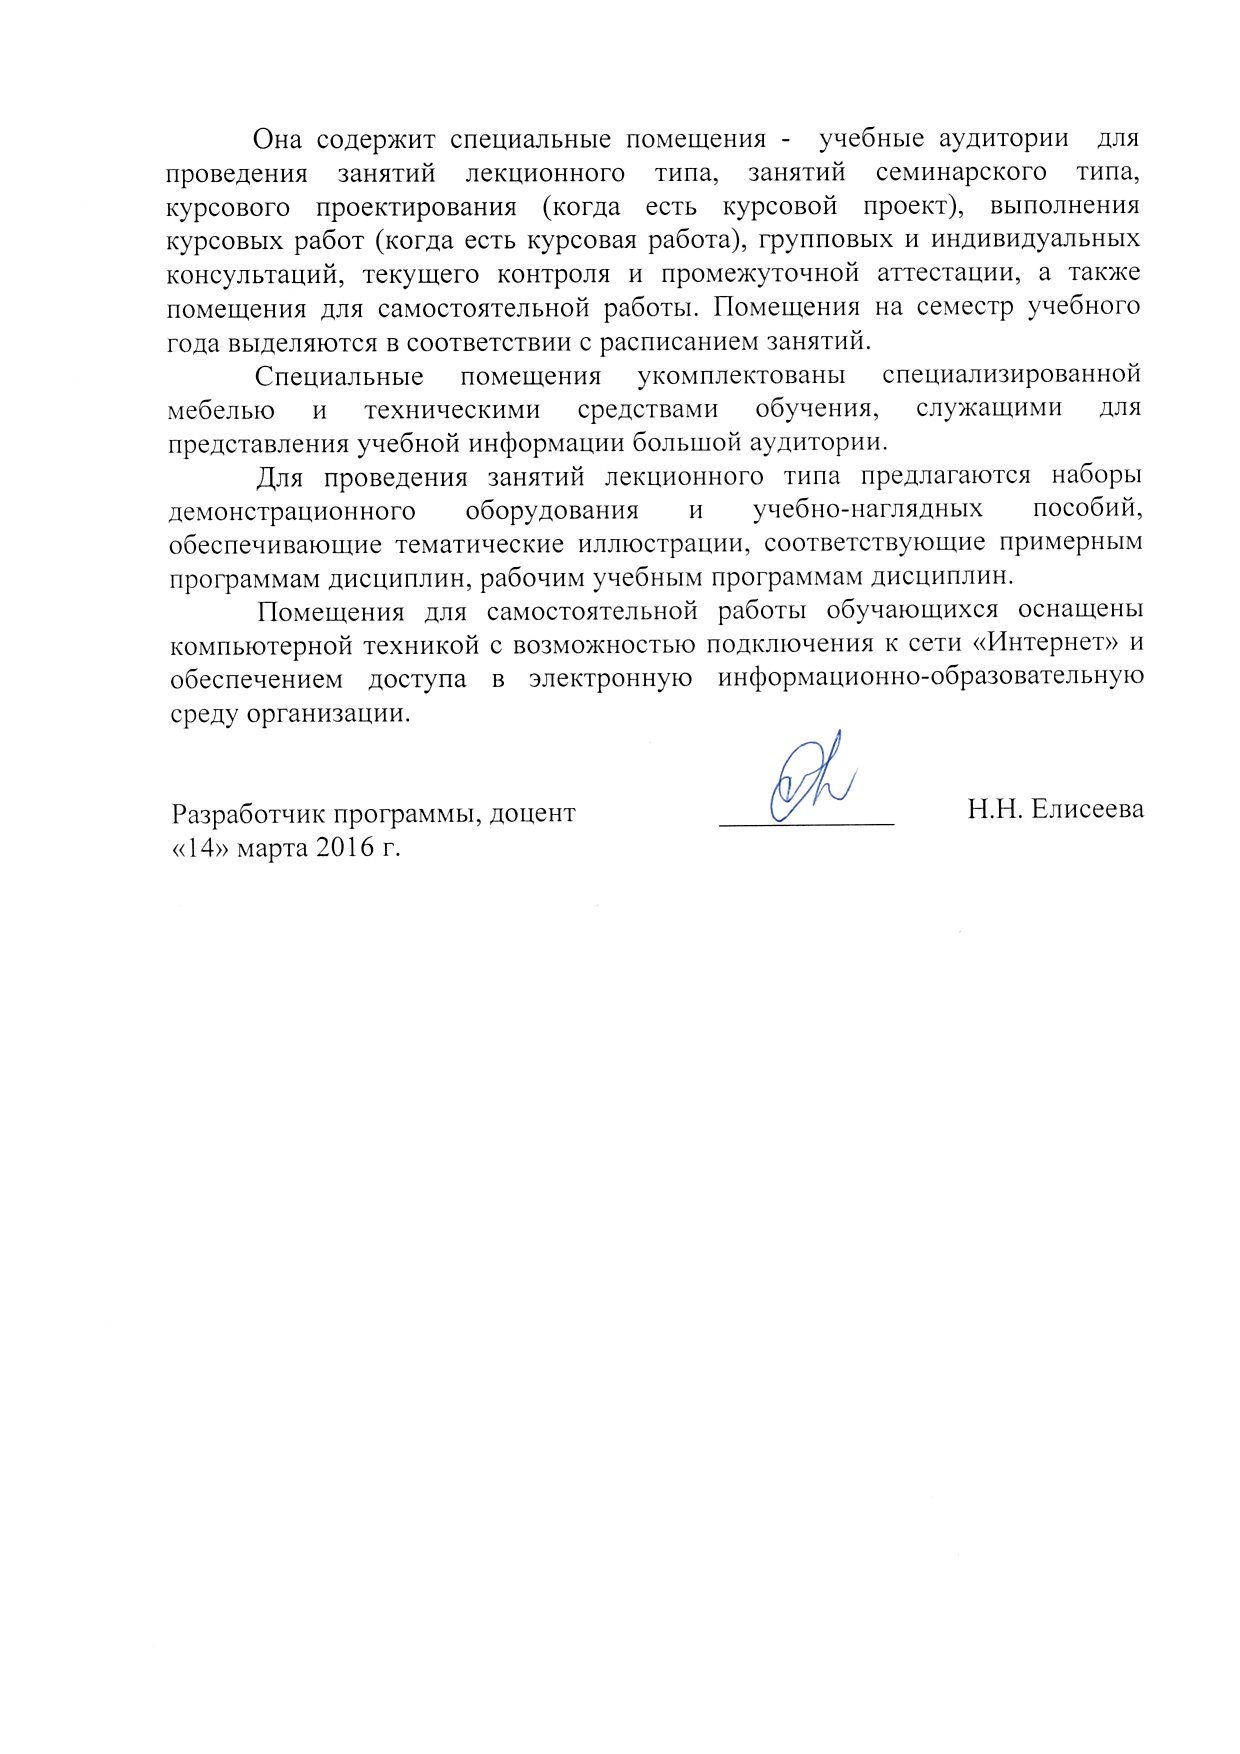 Она содержит специальные помещения - учебные аудитории для
проведения занятий лекционного типа, занятий семинарского типа,
курсового проектирования (когда есть курсовой проект), выполнения
курсовых работ (когда есть курсовая работа), групповых и индивидуальных
консультаций, текущего контроля и промежуточной аттестации, а также
помещения для самостоятельной работы. Помещения на семестр учебного
года выделяются в соответствии с расписанием занятий.
Специальные помещения укомплектованы специализированной
мебелью и техническими средствами обучения, служащими для
представления учебной информации большой аудитории.
Для проведения занятий лекционного типа предлагаются наборы
демонстрационного оборудования и учебно-наглядных пособий,
обеспечивающие тематические иллюстрации, соответствующие примерным
программам дисциплин, рабочим учебным программам дисциплин.
Помещения для самостоятельной работы обучающихся оснащены
компьютерной техникой с возможностью подключения к сети «Интернет» и
обеспечением доступа в электронную информационно-образовательную
среду организации.
Разработчик программы, доцент Н.Н. Елисеева
«14» марта 2016 г.